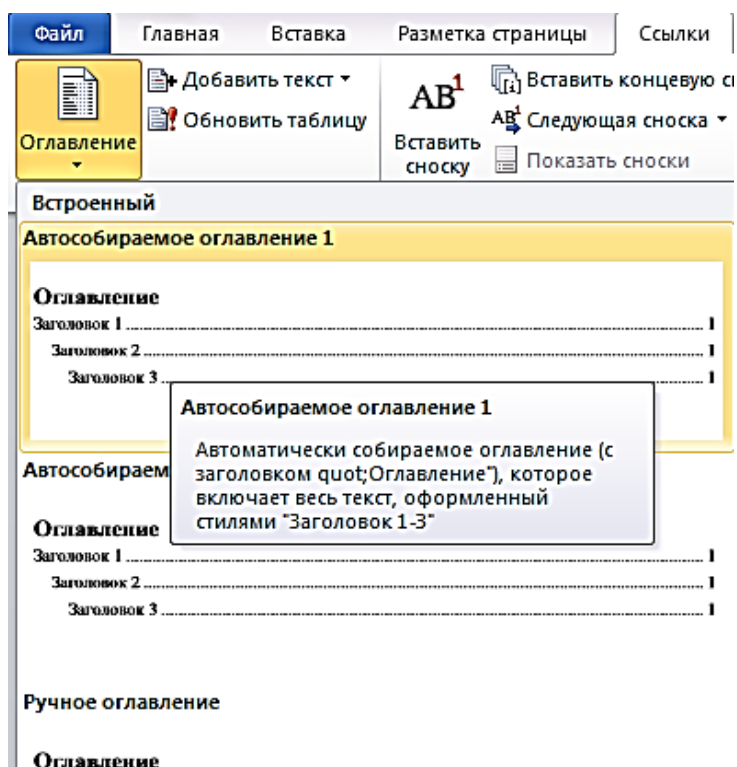 Файл Главная Вставка Разметка страницы Ссылки
Оглавление
Добавить текст
Обновить таблицу
AB1
Вставить
сноску
Вставить концевую
AB1 Следующая сноска
Показать сноски
Встроенный
Автособираемое оглавление 1
Оглавление
Заголовок 1 1
Заголовок 2 1
Заголовок 3 1
Автособираемое оглавление 1
Автоматически собираемое оглавление (с
заголовком quot;Оглавление"), которое
включает весь текст, оформленный
стилями "Заголовок 1-3"
Автособираем
Оглавление
Заголовок 1 1
Заголовок 2 1
Заголовок 3 1
Ручное оглавление
Оглавление